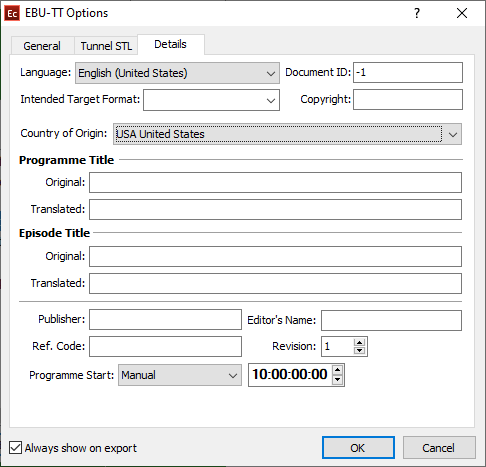 Ec EBU-TT Options ?
General Tunnel STL Details
Language: English (United States) Document ID: -1
Intended Target Format: Copyright:
Country of Origin: USA United States
Programme Title
Original:
Translated:
Episode Title
Original:
Translated:
Publisher: Editor's Name:
Ref. Code: Revision: 1
Programme Start: Manual 10:00:00:00
Always show on export OK Cancel